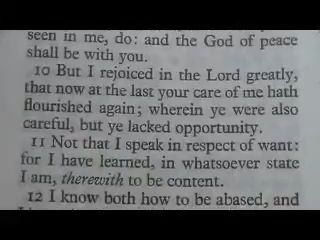 seen in me, do: and the God of peace
shall be with you.
10 But I rejoiced in the Lord greatly,
that now at the last your care of me hath
flourished again; wherein ye were also
careful, but ye lacked opportunity.
11 Not that I speak in respect of want:
for I have learned, in whatsoever state
I am, therewith to be content.
12 I know both how to be abased, and